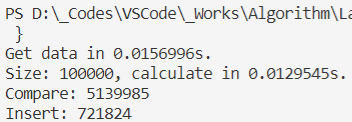 PS D:\_Codes\VSCode\_Works\Algorithm\La
}
Get data in 0.0156996s.
Size: 100000, calculate in 0.0129545s.
Compare: 5139985
Insert: 721824